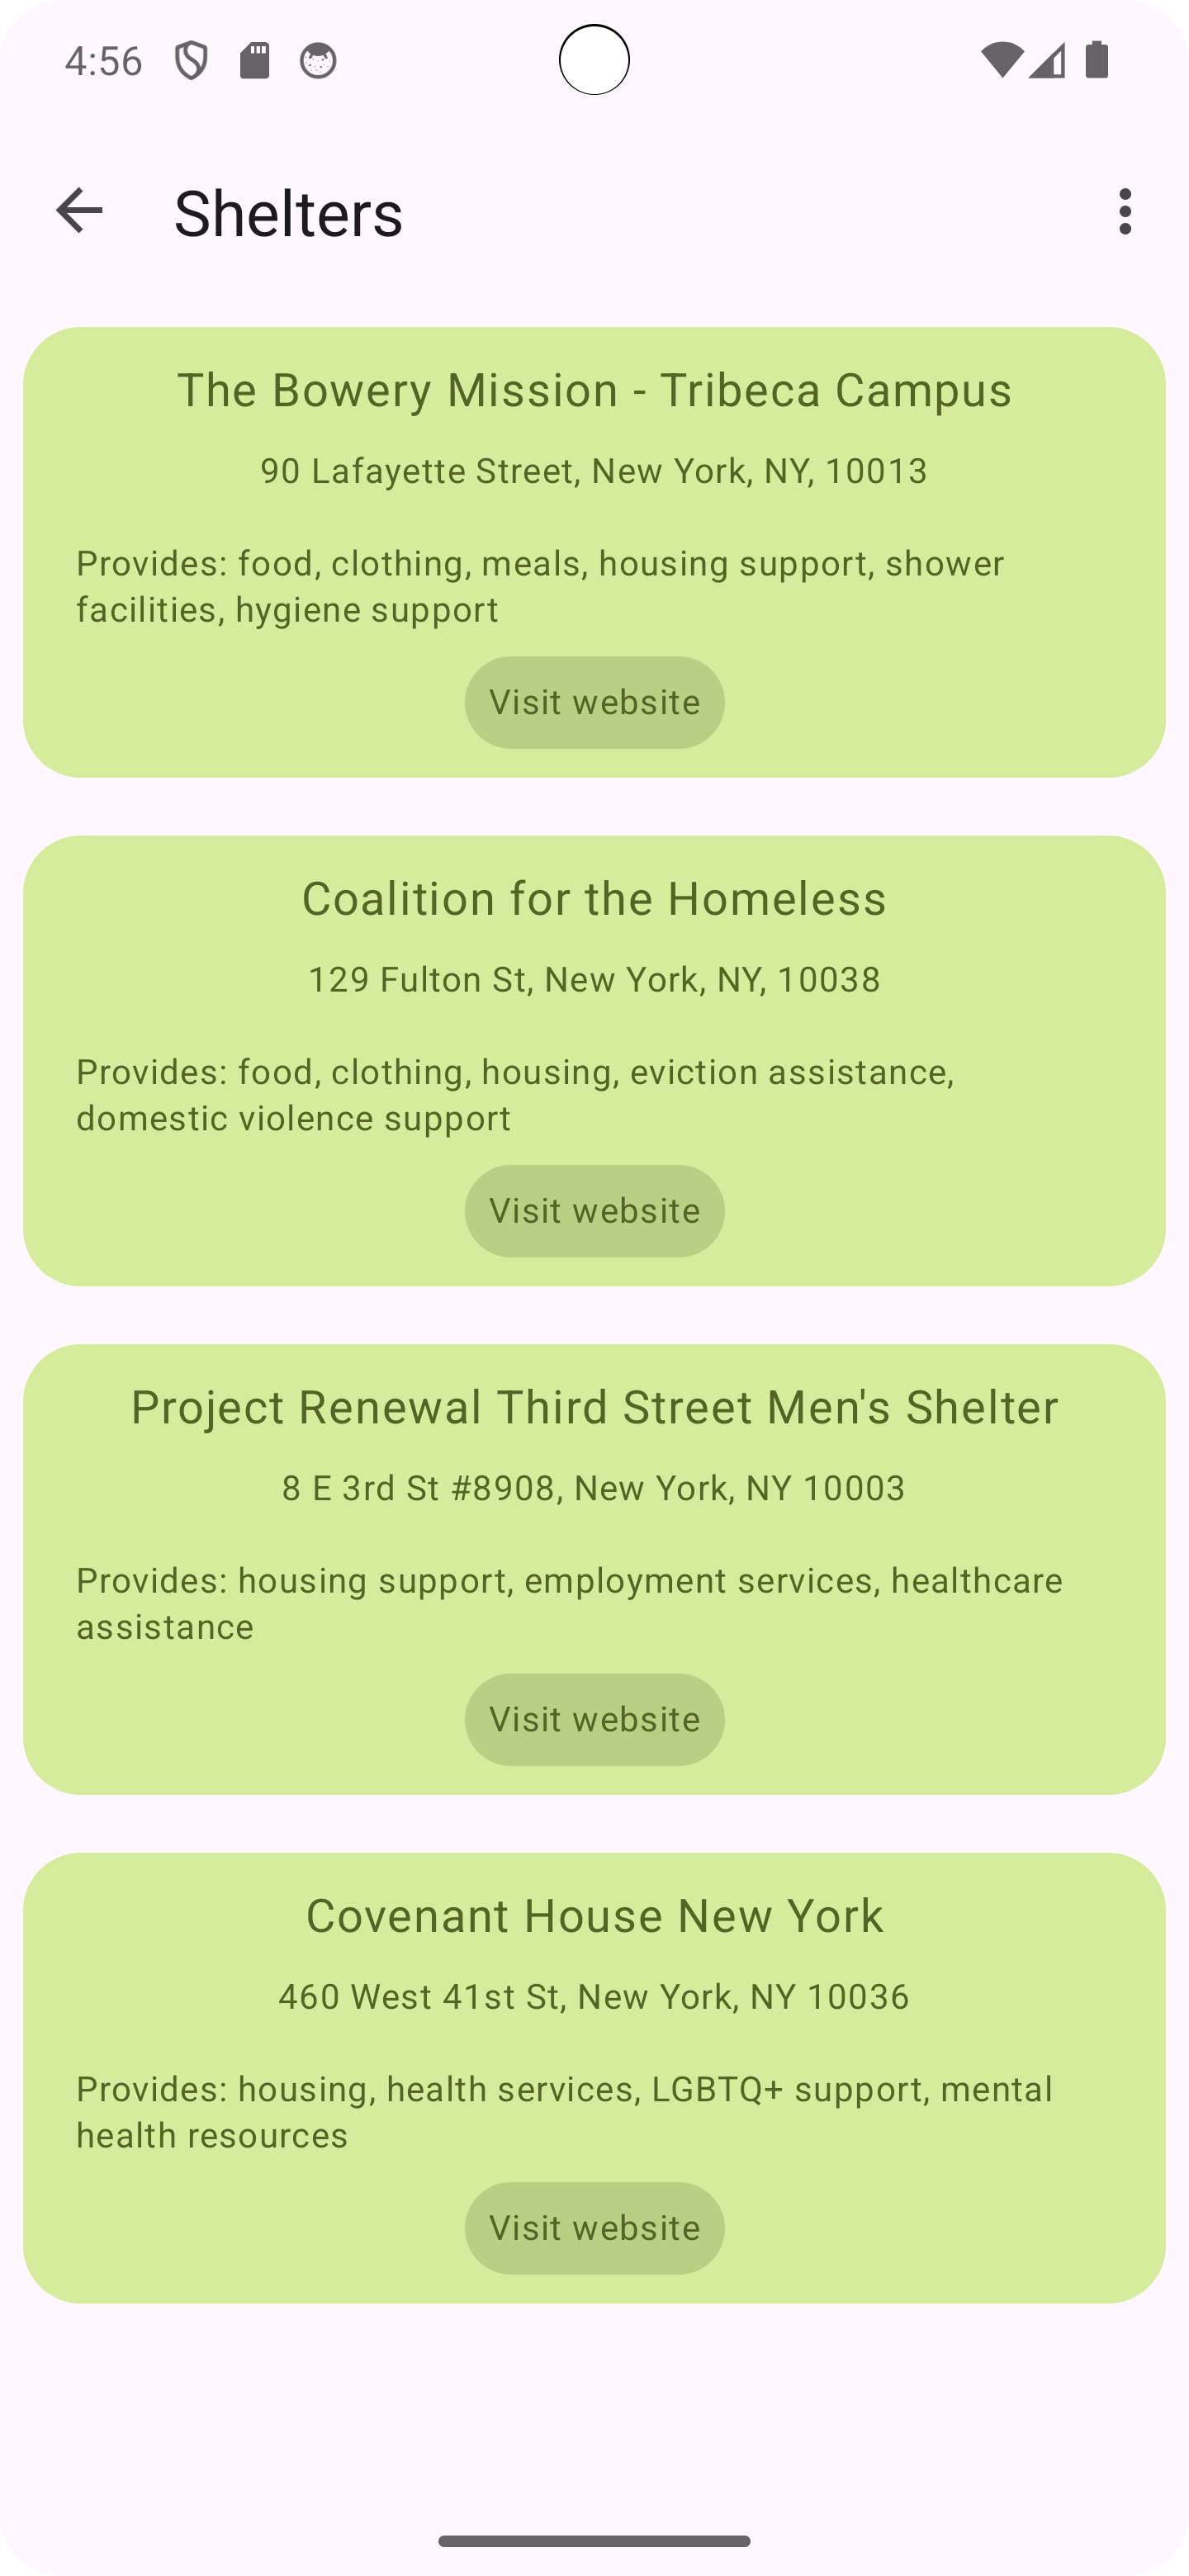 4:56
Shelters
The Bowery Mission - Tribeca Campus
90 Lafayette Street, New York, NY, 10013
Provides: food, clothing, meals, housing support, shower
facilities, hygiene support
Visit website
Coalition for the Homeless
129 Fulton St, New York, NY, 10038
Provides: food, clothing, housing, eviction assistance,
domestic violence support
Visit website
Project Renewal Third Street Men's Shelter
8 E 3rd St #8908, New York, NY 10003
Provides: housing support, employment services, healthcare
assistance
Visit website
Covenant House New York
460 West 41st St, New York, NY 10036
Provides: housing, health services, LGBTQ+ support, mental
health resources
Visit website